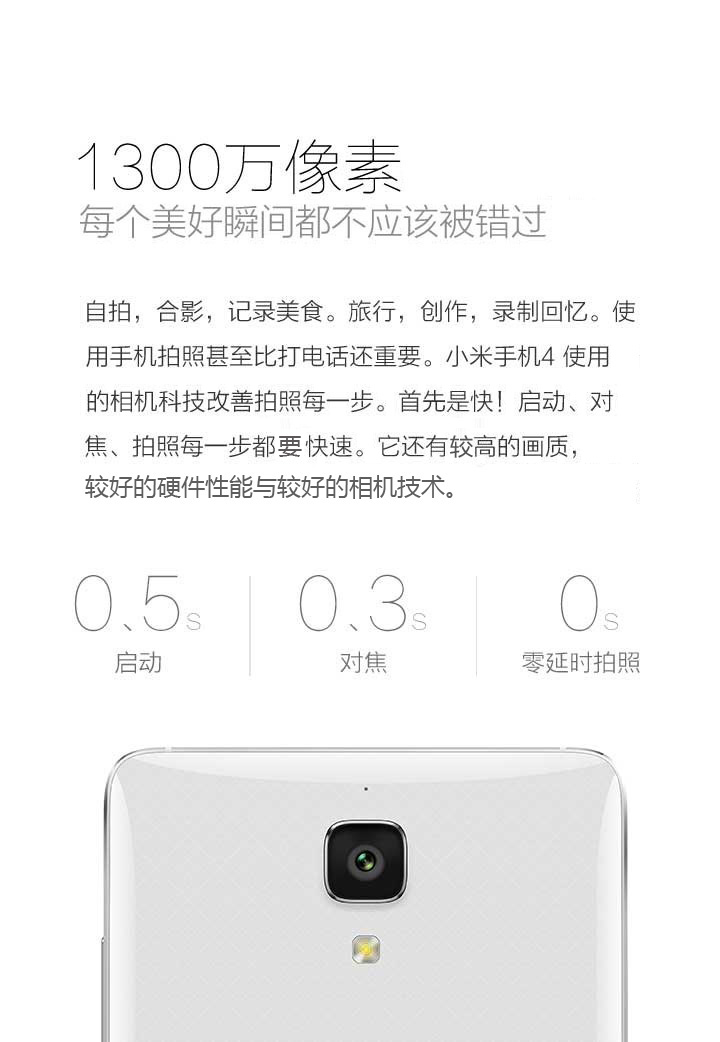 1300万像素
每个美好瞬间都不应该被错过
自拍，合影，记录美食。旅行，创作，录制回忆。使
用手机拍照甚至比打电话还重要。小米手机4 使用
的相机科技改善拍照每一步。首先是快！启动、对
焦、拍照每一步都要快速。它还有较高的画质，
较好的硬件性能与较好的相机技术。
0、5s
0、3s
0s
启动
对焦
零延时拍照